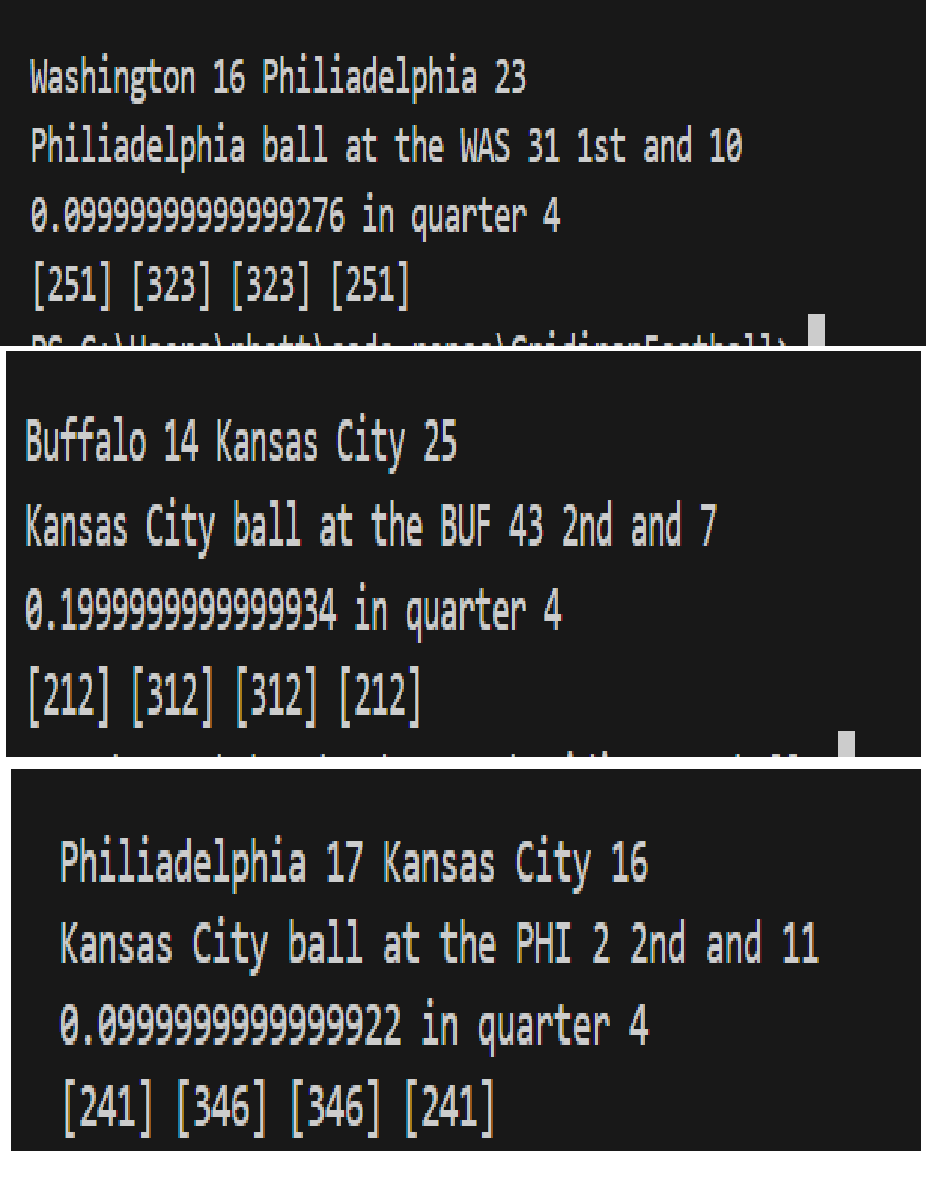 Washington 16 Philiadelphia 23
Philiadelphia ball at the WAS 31 1st and 10
0.09999999999999276 in quarter 4
[251] [323] [323] [251]
Buffalo 14 Kansas City 25
Kansas City ball at the BUF 43 2nd and 7
0.1999999999999934 in quarter 4
[212] [312] [312] [212]
Philiadelphia 17 Kansas City 16
Kansas City ball at the PHI 2 2nd and 11
0.0999999999999922 in quarter 4
[241] [346] [346] [241]